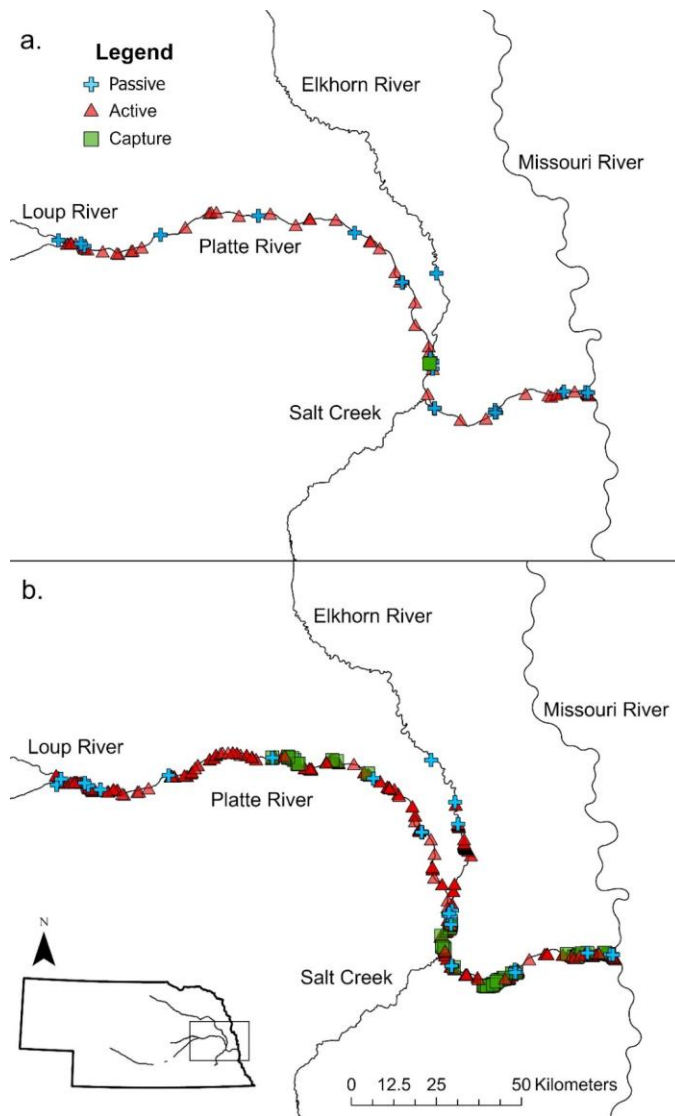 a.
Legend
Passive
Active
Capture
Elkhorn River
Missouri River
Loup River
Platte River
Salt Creek
b.
Elkhorn River
Missouri River
Loup River
Platte River
Salt Creek
N
0 12.5 25 50 Kilometers